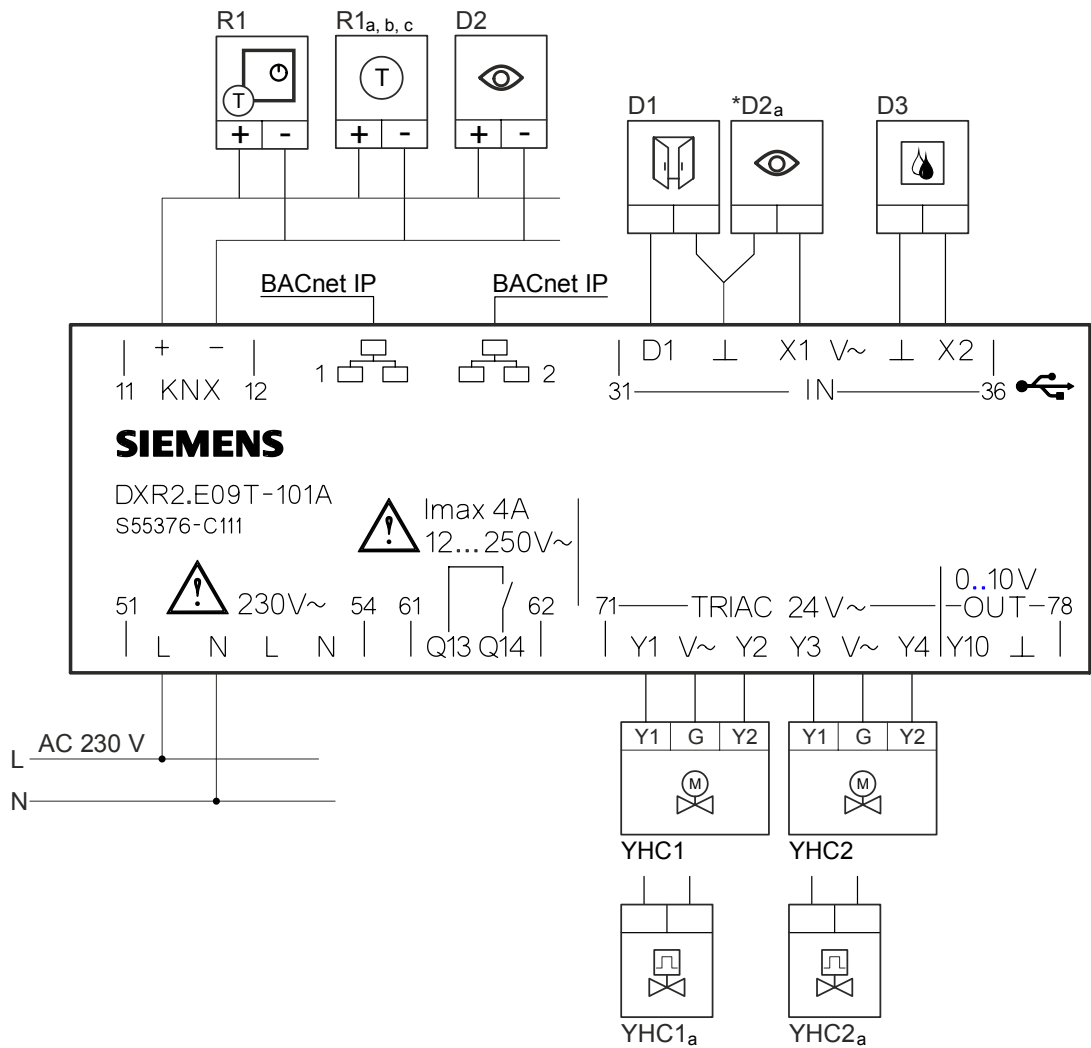 R1 R1a, b, c D2
T T
+ - + - + -
D1 *D2a D3
BACnet IP BACnet IP
+ - D1 ⊥ X1 V~ ⊥ X2
11 KNX 12 1 2 31 IN 36
SIEMENS
DXR2.E09T-101A
S55376-C111
! Imax 4A
12...250V~
! 0..10V
51 230V~ 54 61 62 71 TRIAC 24V~ OUT 78
L N L N Q13 Q14 Y1 V~ Y2 Y3 V~ Y4 Y10 ⊥
L AC 230 V
N
Y1 G Y2 Y1 G Y2
M M
YHC1 YHC2
YHC1a YHC2a